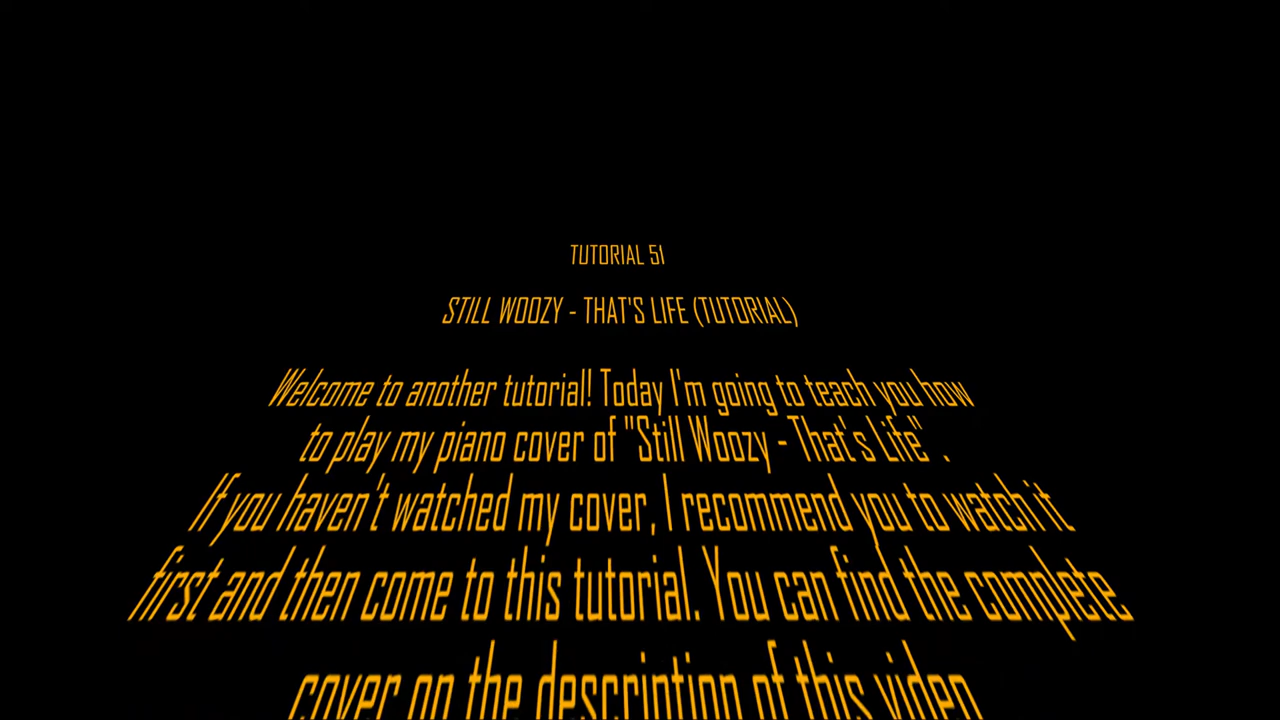 TUTORIAL 51
STILL WOOZY - THAT'S LIFE (TUTORIAL)
Welcome to another tutorial! Today I'm going to teach you how
to play my piano cover of "Still Woozy - That's Life" .
If you haven't watched my cover, I recommend you to watch it
first and then come to this tutorial. You can find the complete
cover on the description of this video